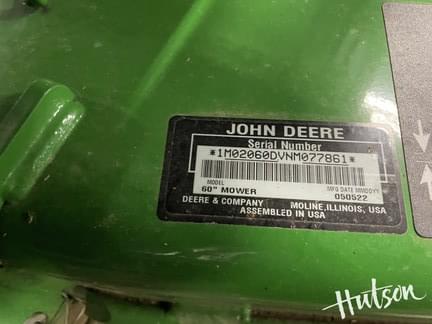 JOHN DEERE
Serial Number
*1M02060DVNM077861*
MODEL MFG DATE MMDDYY
60" MOWER 050522
DEERE & COMPANY MOLINE, ILLINOIS, USA
ASSEMBLED IN USA
Hutson